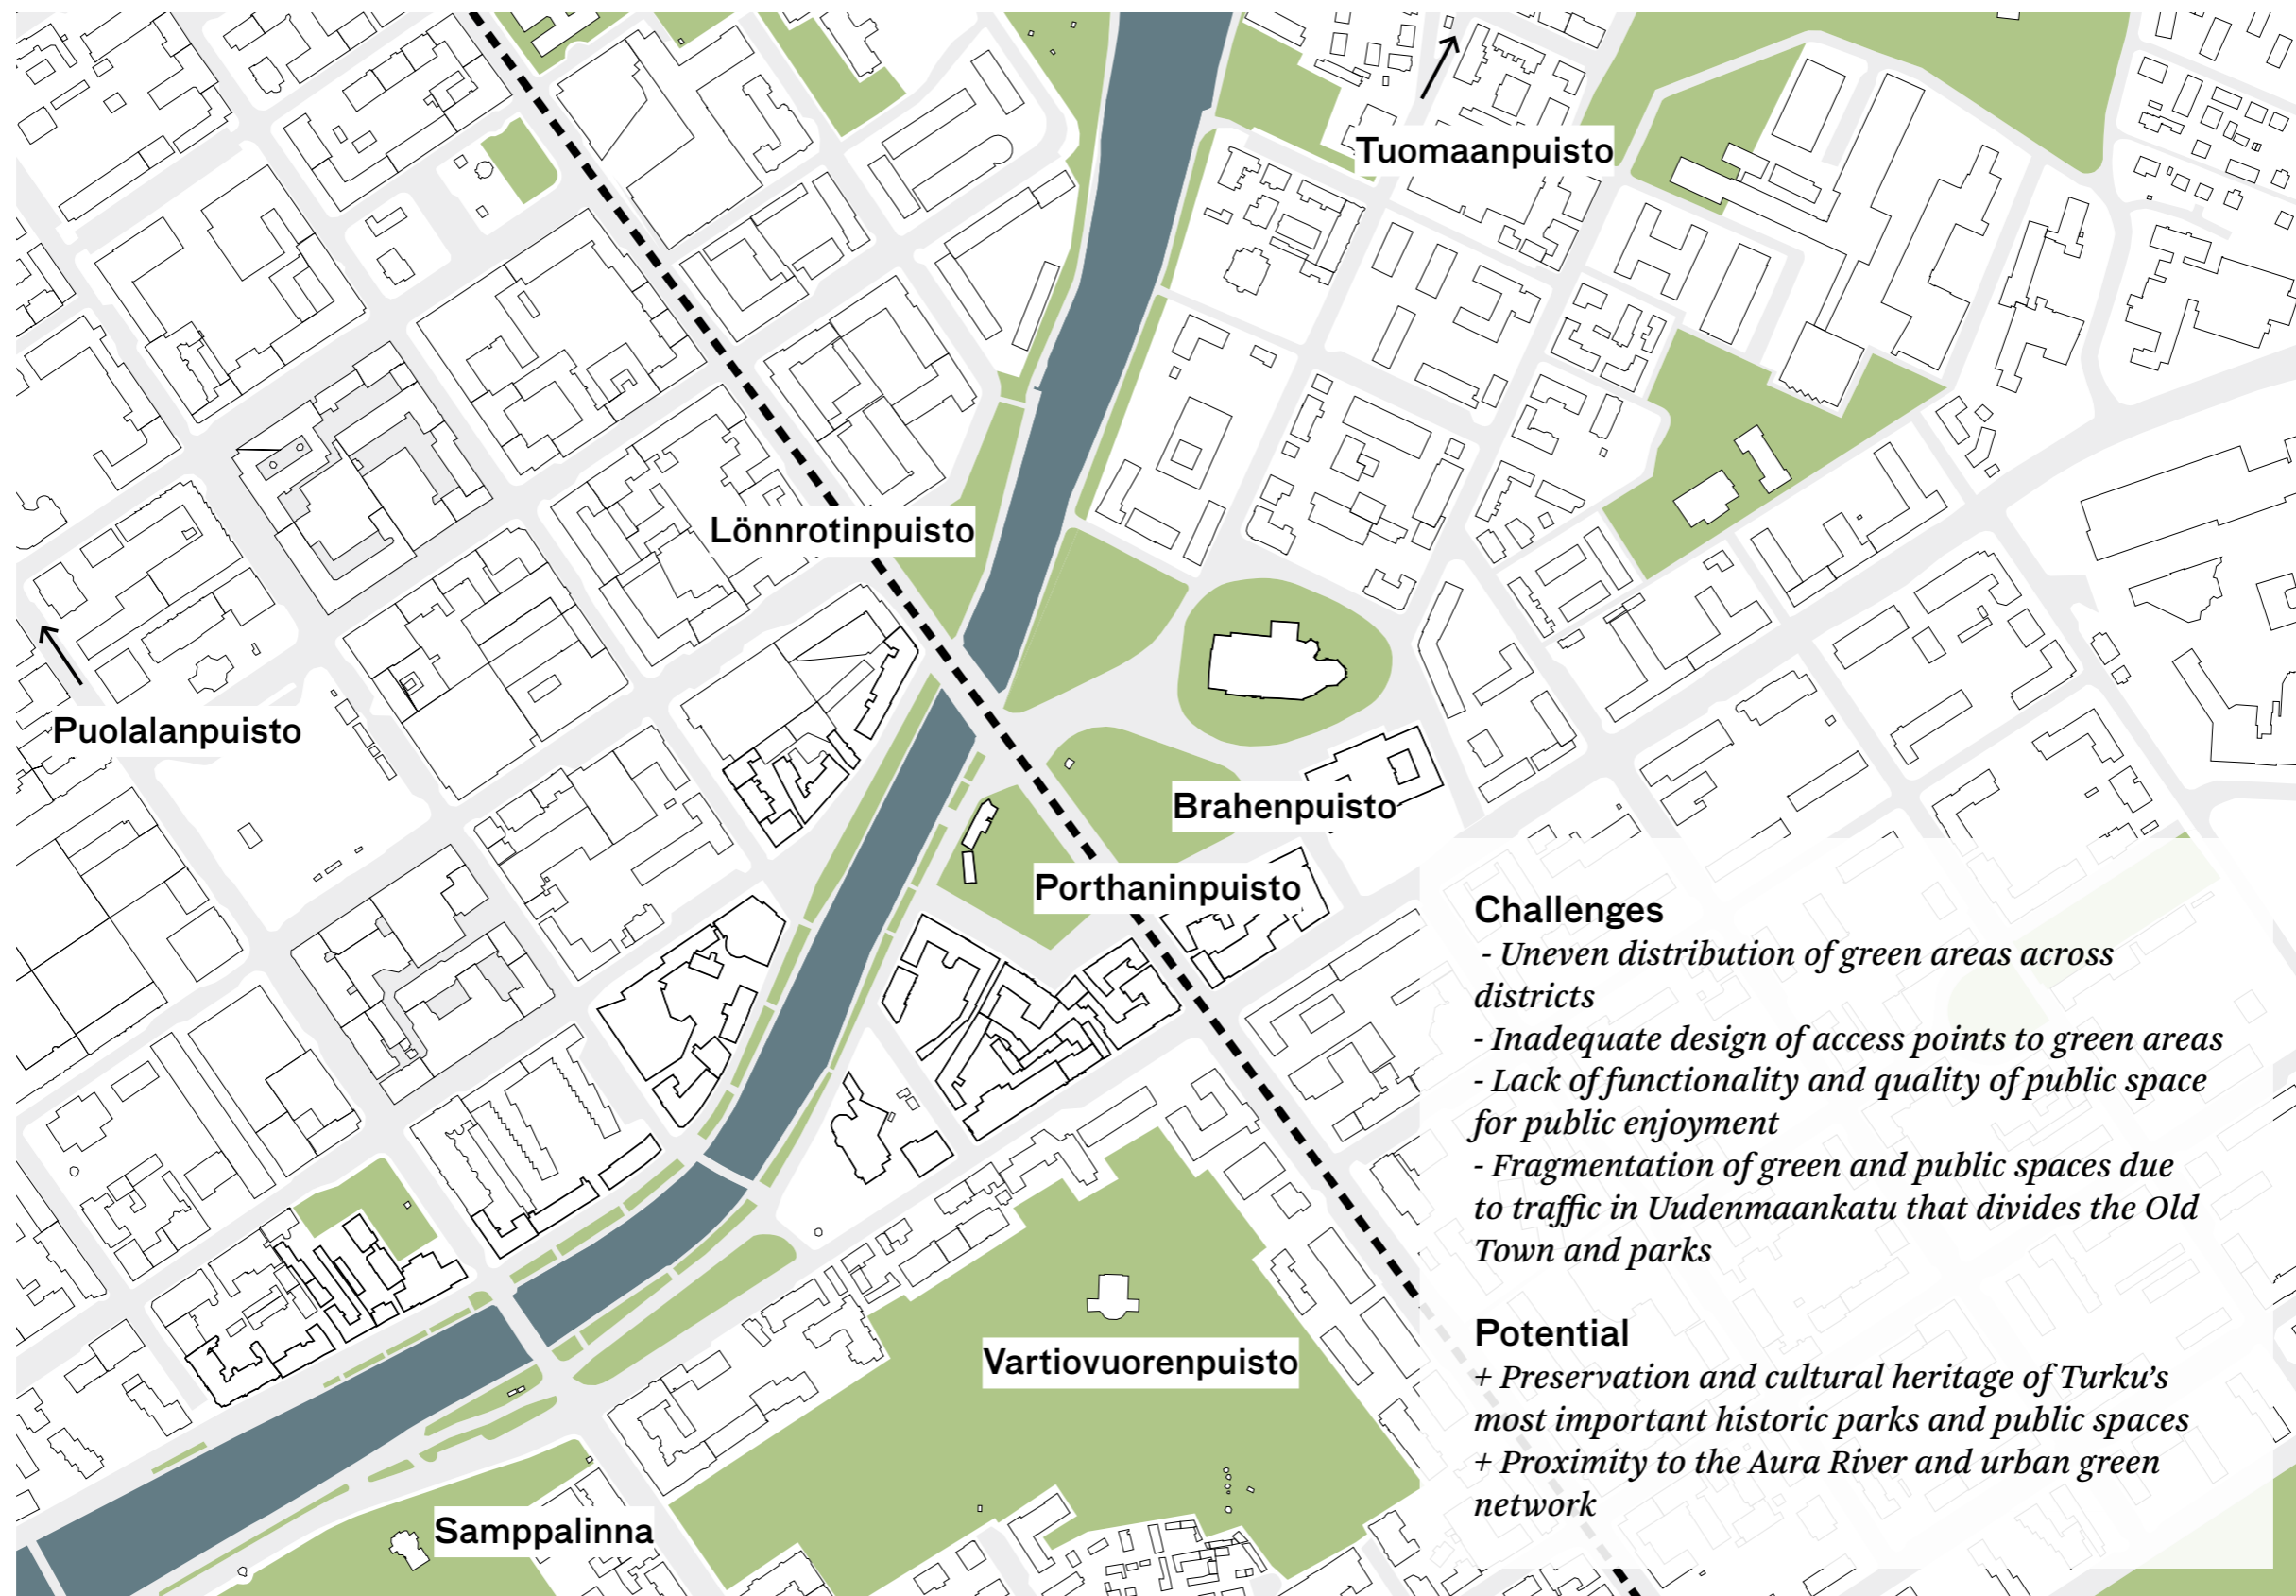 Tuomaanpuisto
Lönnrotinpuisto
Puolalanpuisto
Brahenpuisto
Porthaninpuisto
Vartiovuorenpuisto
Samppalinna
Challenges
- Uneven distribution of green areas across
districts
- Inadequate design of access points to green areas
- Lack of functionality and quality of public space
for public enjoyment
- Fragmentation of green and public spaces due
to traffic in Uudenmaankatu that divides the Old
Town and parks
Potential
+ Preservation and cultural heritage of Turku’s
most important historic parks and public spaces
+ Proximity to the Aura River and urban green
network